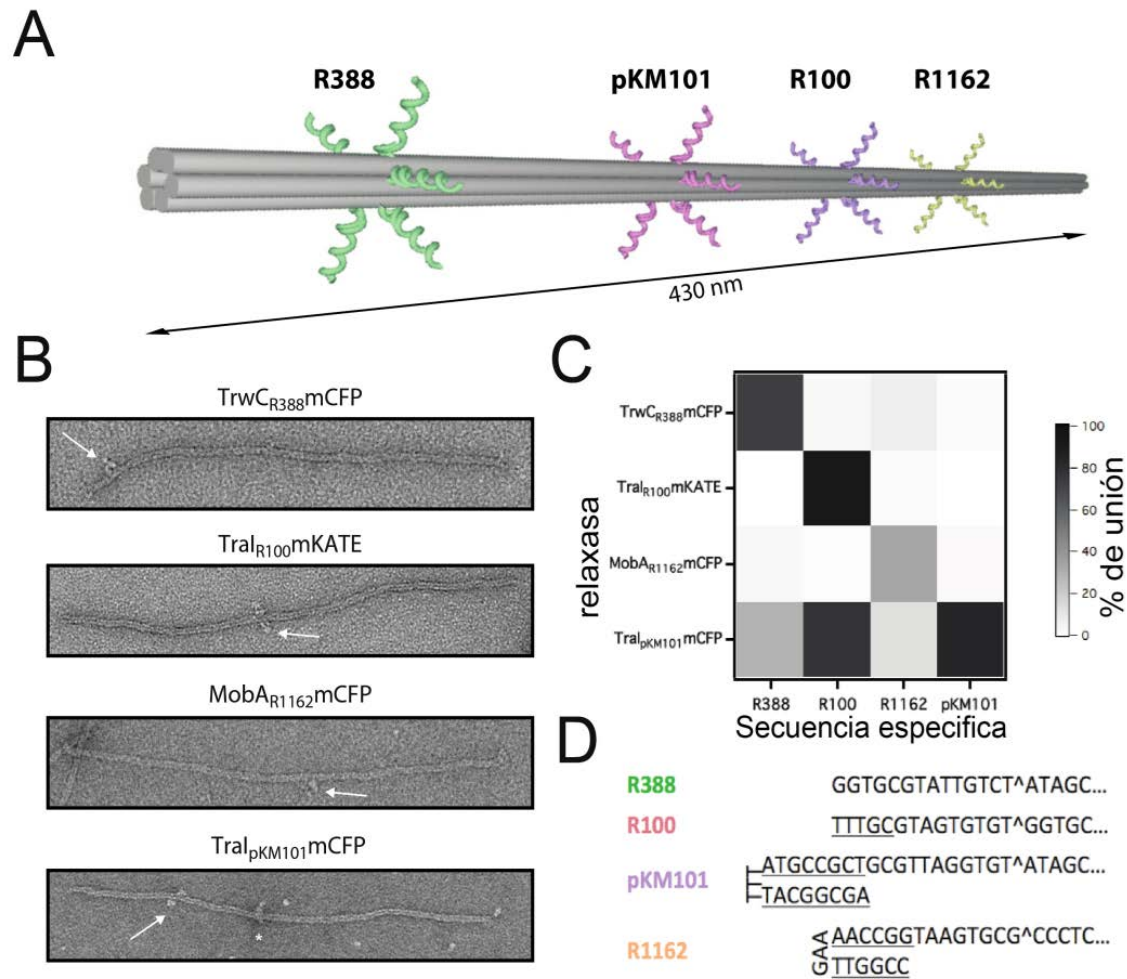 A
R388 pKM101 R100 R1162
430 nm
B
TrwCR388mCFP
TraIR100mKATE
MobAR1162mCFP
TraIpKM101mCFP
*
C
TrwCR388mCFP
TraIR100mKATE
MobAR1162mCFP
TraIpKM101mCFP
relaxasa
R388 R100 R1162 pKM101
Secuencia especifica
100
80
60
40
20
0
% de unión
D
R388 GGTGCGTATTGTCT^ATAGC...
R100 TTTGCGTAGTGTGT^GGTGC...
pKM101 ATGCCGCTGCGTTAGGTGT^ATAGC...
TACGGCGA
R1162 AACCGGTAAGTGCG^CCCTC...
GAA
TTGGCC